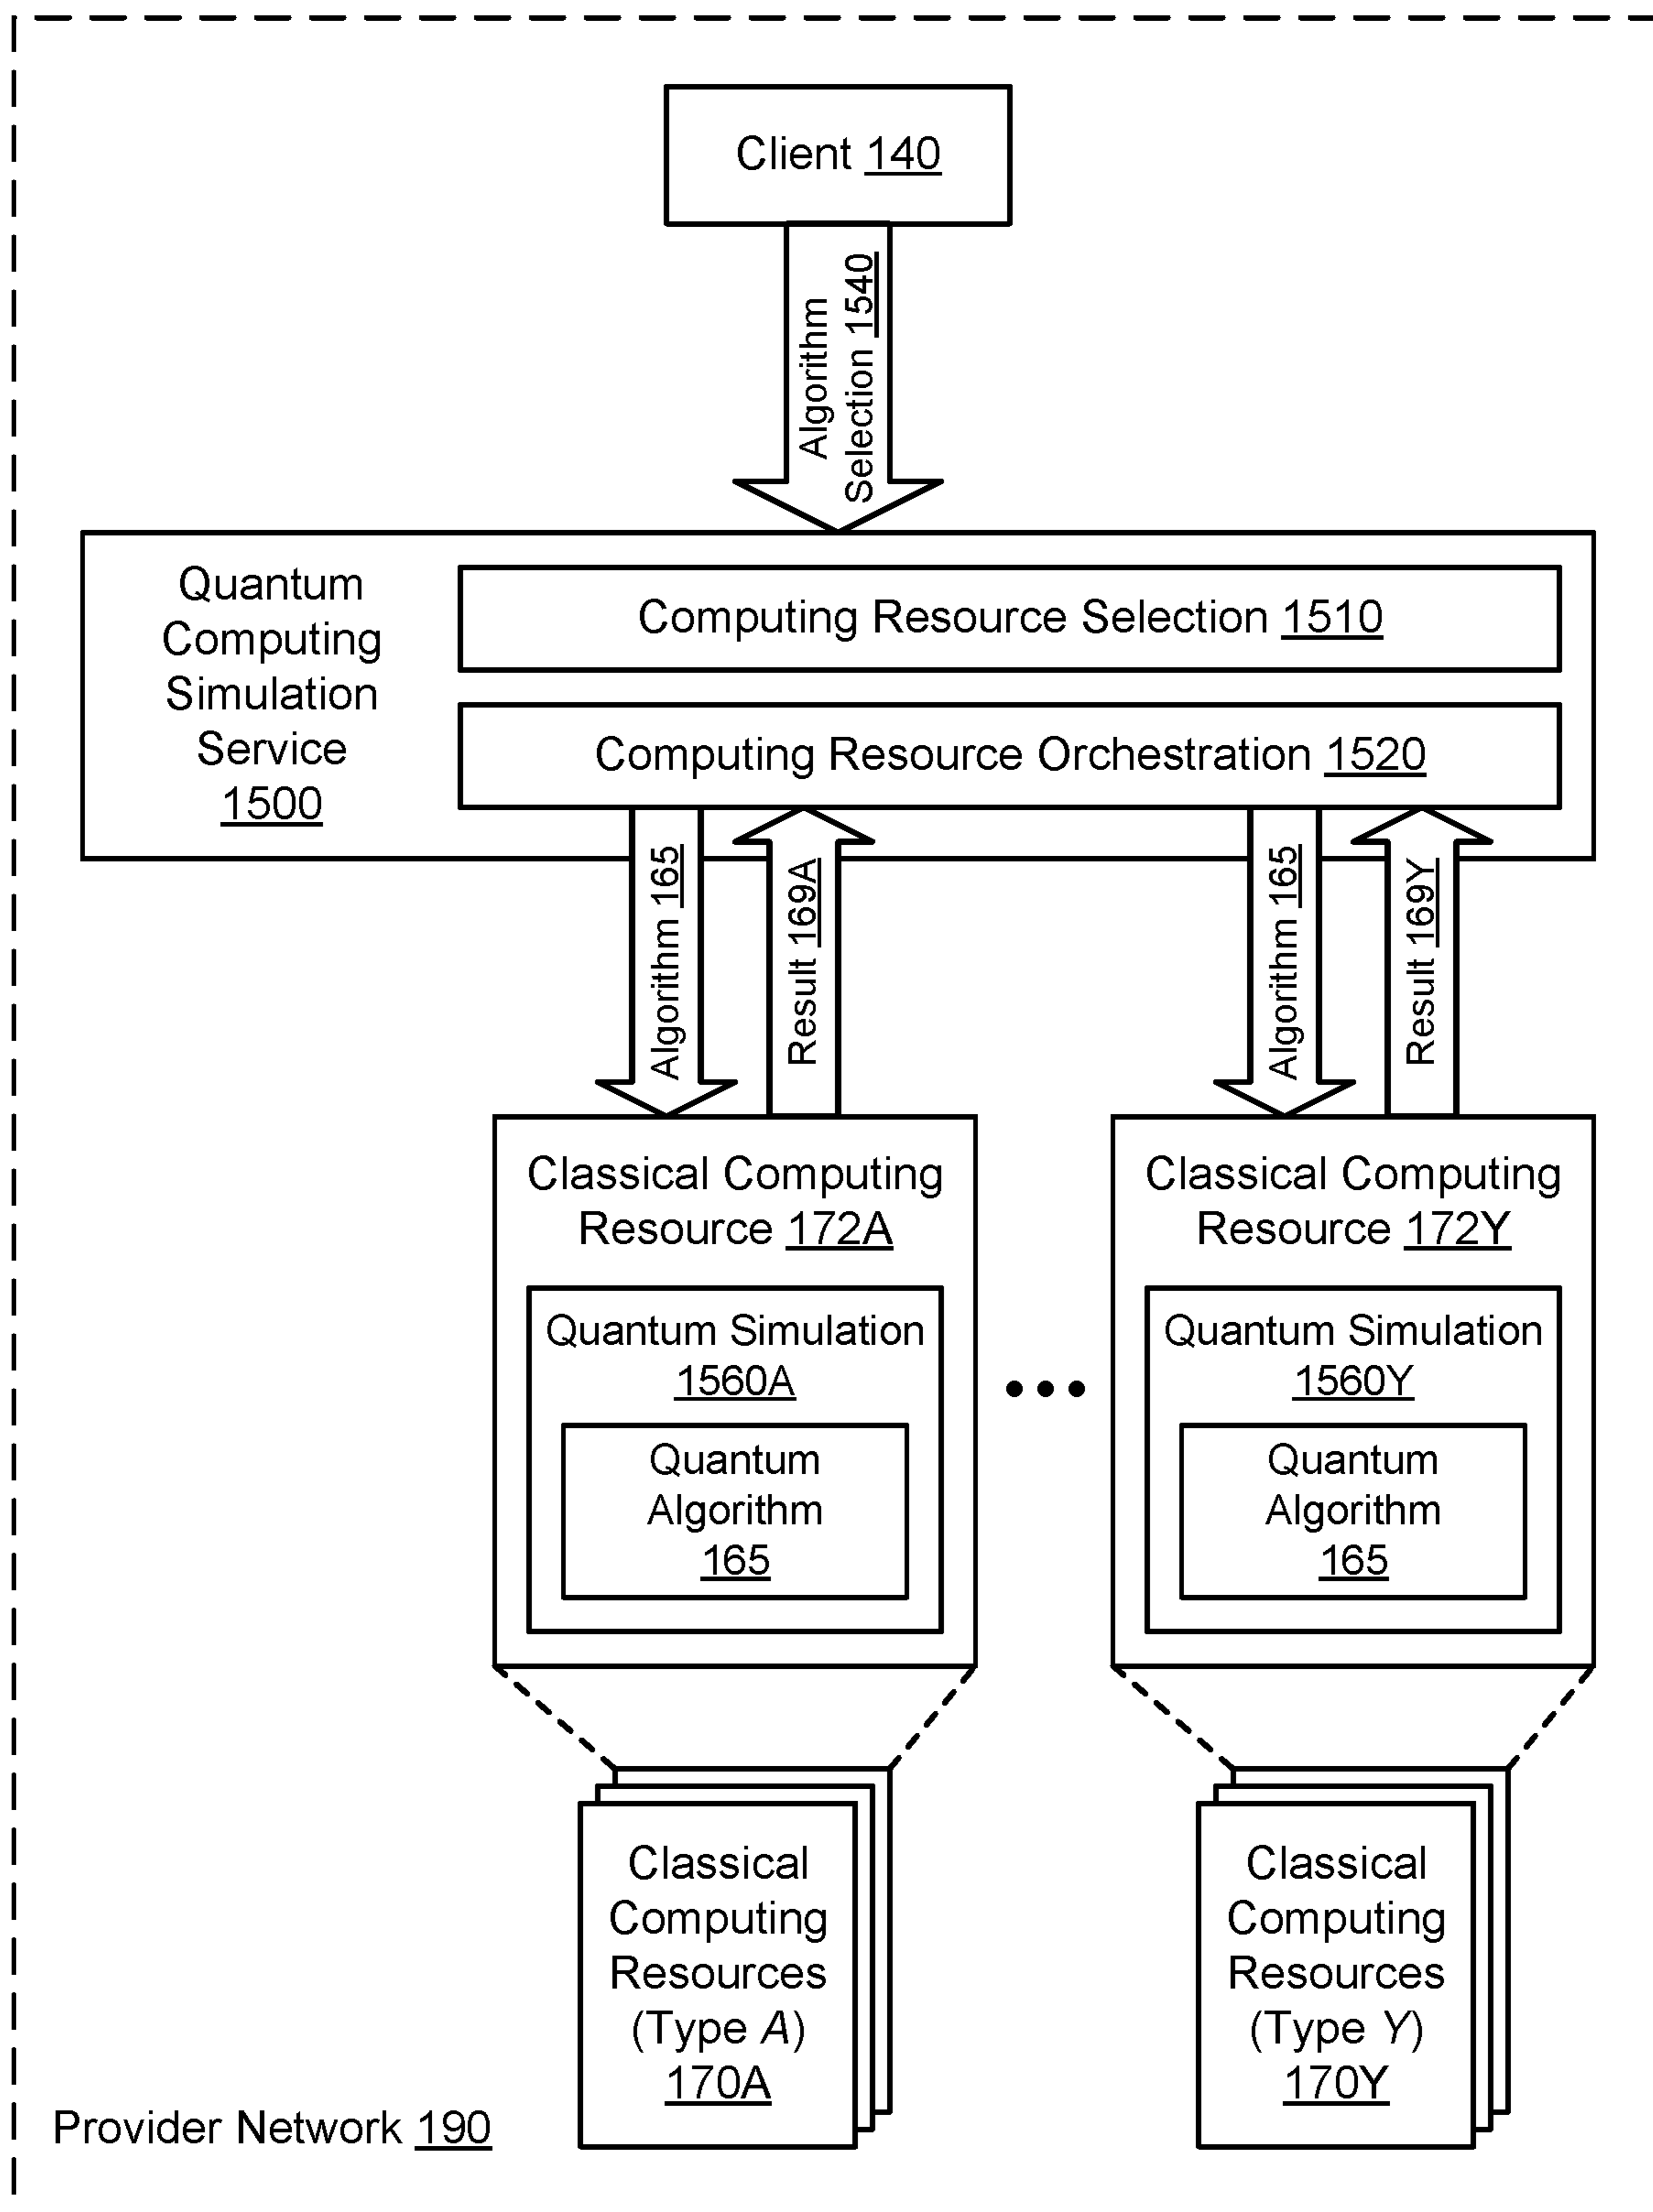 Client 140
Algorithm
Selection 1540
Quantum
Computing
Simulation
Service
1500
Computing Resource Selection 1510
Computing Resource Orchestration 1520
Algorithm 165
Result 169A
Algorithm 165
Result 169Y
Classical Computing
Resource 172A
Quantum Simulation
1560A
Quantum
Algorithm
165
Classical Computing
Resource 172Y
Quantum Simulation
1560Y
Quantum
Algorithm
165
Classical
Computing
Resources
(Type A)
170A
Classical
Computing
Resources
(Type Y)
170Y
Provider Network 190